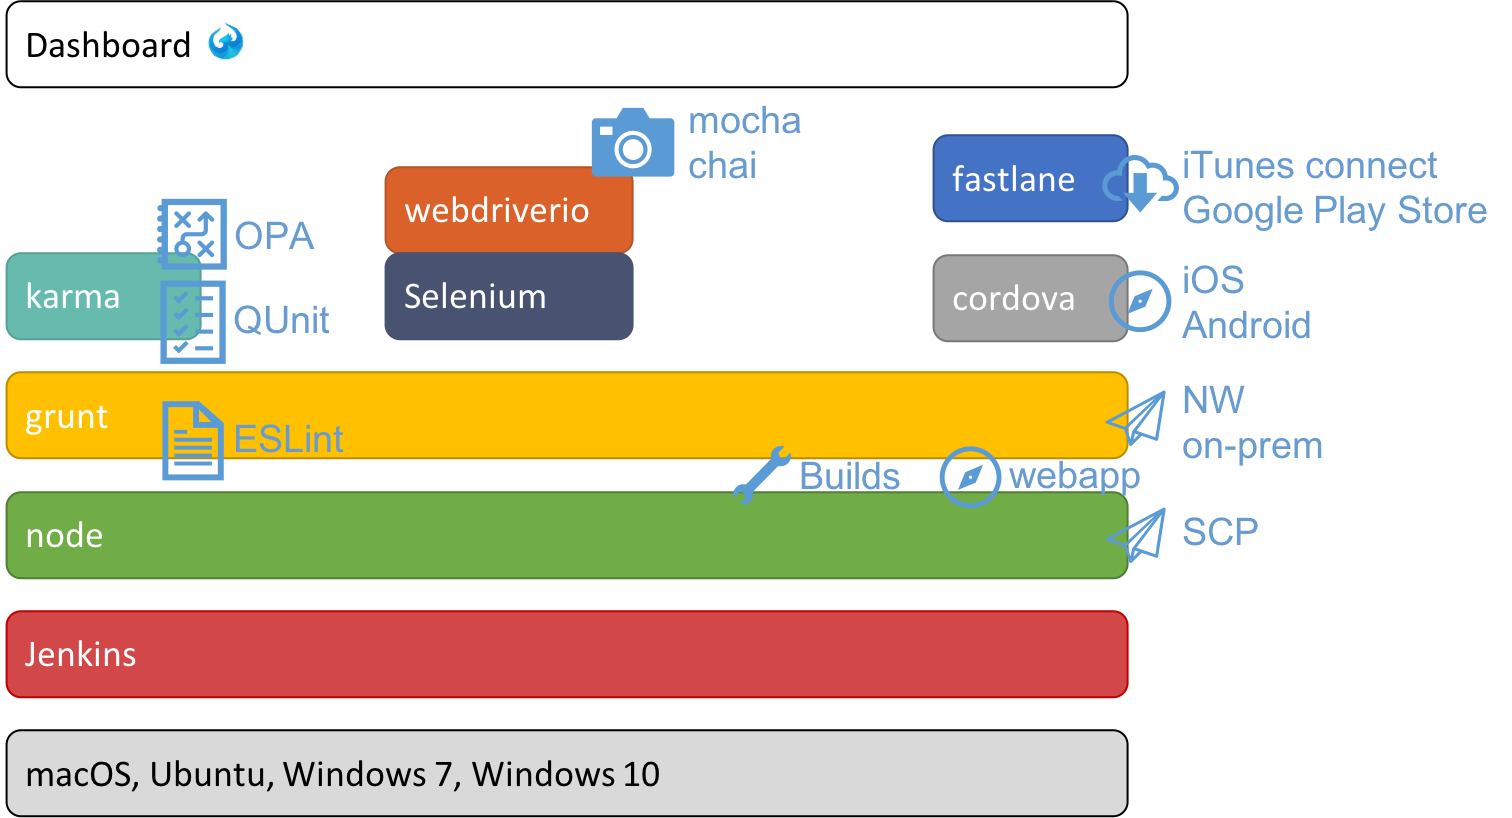 Dashboard
mocha
chai
fastlane
iTunes connect
Google Play Store
webdriverio
OPA
karma
Selenium
cordova
iOS
Android
QUnit
grunt
ESLint
NW
on-prem
Builds
webapp
node
SCP
Jenkins
macOS, Ubuntu, Windows 7, Windows 10